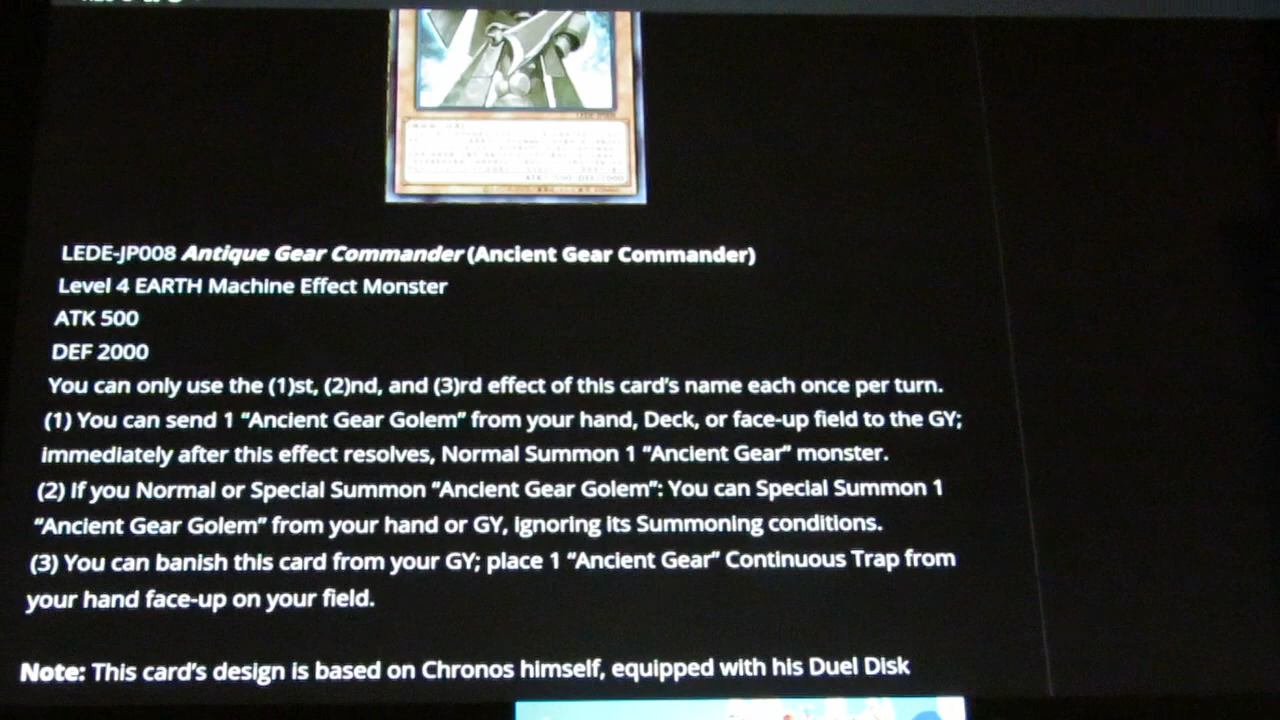 LEDE-JP008 Antique Gear Commander (Ancient Gear Commander)
Level 4 EARTH Machine Effect Monster
ATK 500
DEF 2000
You can only use the (1)st, (2)nd, and (3)rd effect of this card's name each once per turn.
(1) You can send 1 “Ancient Gear Golem” from your hand, Deck, or face-up field to the GY;
immediately after this effect resolves, Normal Summon 1 “Ancient Gear” monster.
(2) If you Normal or Special Summon “Ancient Gear Golem”: You can Special Summon 1
“Ancient Gear Golem” from your hand or GY, ignoring its Summoning conditions.
(3) You can banish this card from your GY; place 1 “Ancient Gear” Continuous Trap from
your hand face-up on your field.
Note: This card's design is based on Chronos himself, equipped with his Duel Disk